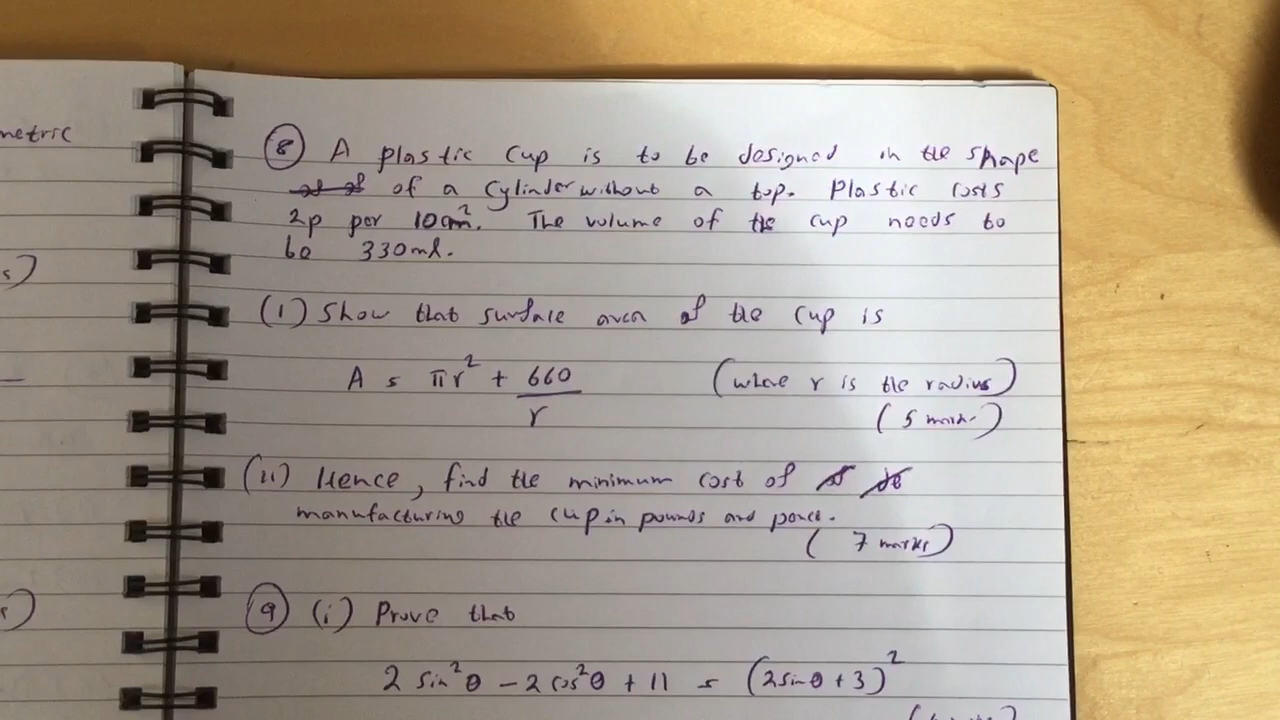 metric
s)
s)
⑧ A plastic cup is to be designed in the shape
of a cylinder without a top. Plastic costs
2p per 10cm². The volume of the cup needs to
be 330ml.
(i) Show that surface area of the cup is
A = πr² + 660/r (where r is the radius)
(5 marks)
(ii) Hence, find the minimum cost of
manufacturing the cup in pounds and pence.
(7 marks)
⑨ (i) Prove that
2 sin²θ - 2 cos²θ + 11 = (2sinθ + 3)²